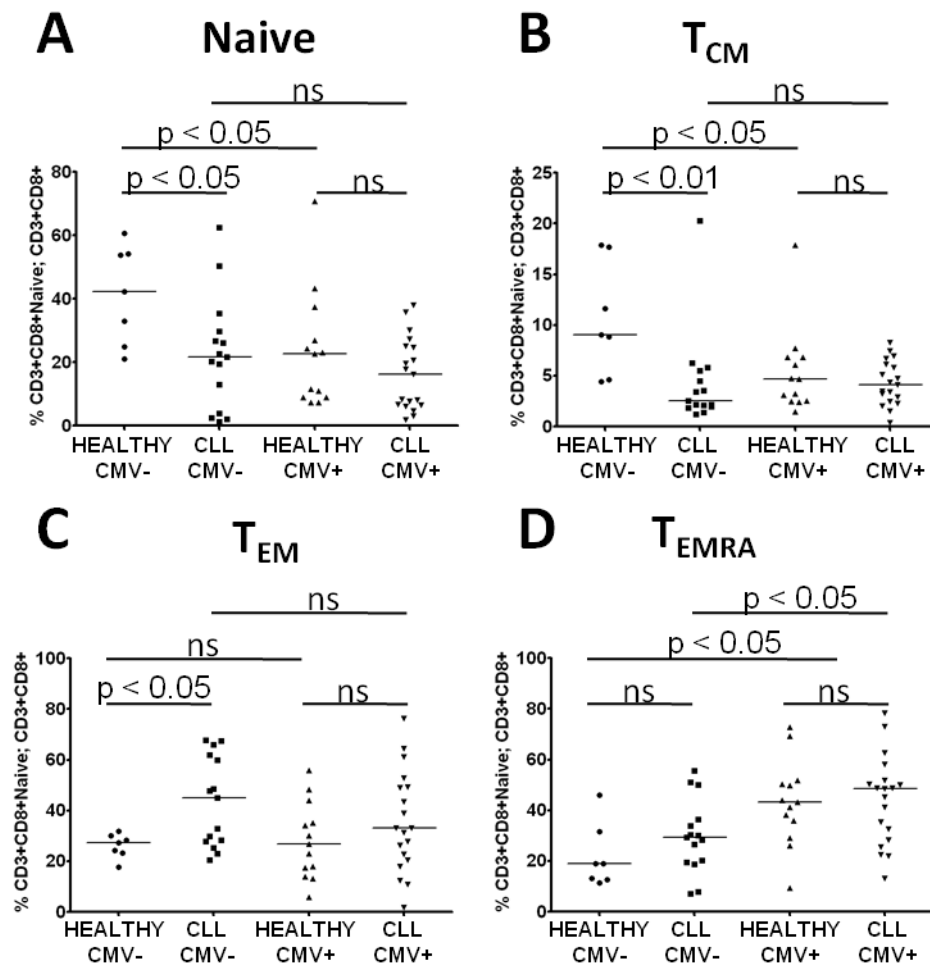 A Naive
ns
p < 0.05
p < 0.05 ns
% CD3+CD8+Naive; CD3+CD8+
80
60
40
20
0
HEALTHY CLL HEALTHY CLL
CMV- CMV- CMV+ CMV+
B TCM
ns
p < 0.05
p < 0.01 ns
% CD3+CD8+Naive; CD3+CD8+
25
20
15
10
5
0
HEALTHY CLL HEALTHY CLL
CMV- CMV- CMV+ CMV+
C TEM
ns
ns
p < 0.05 ns
% CD3+CD8+Naive; CD3+CD8+
100
80
60
40
20
0
HEALTHY CLL HEALTHY CLL
CMV- CMV- CMV+ CMV+
D TEMRA
p < 0.05
p < 0.05
ns ns
% CD3+CD8+Naive; CD3+CD8+
100
80
60
40
20
0
HEALTHY CLL HEALTHY CLL
CMV- CMV- CMV+ CMV+